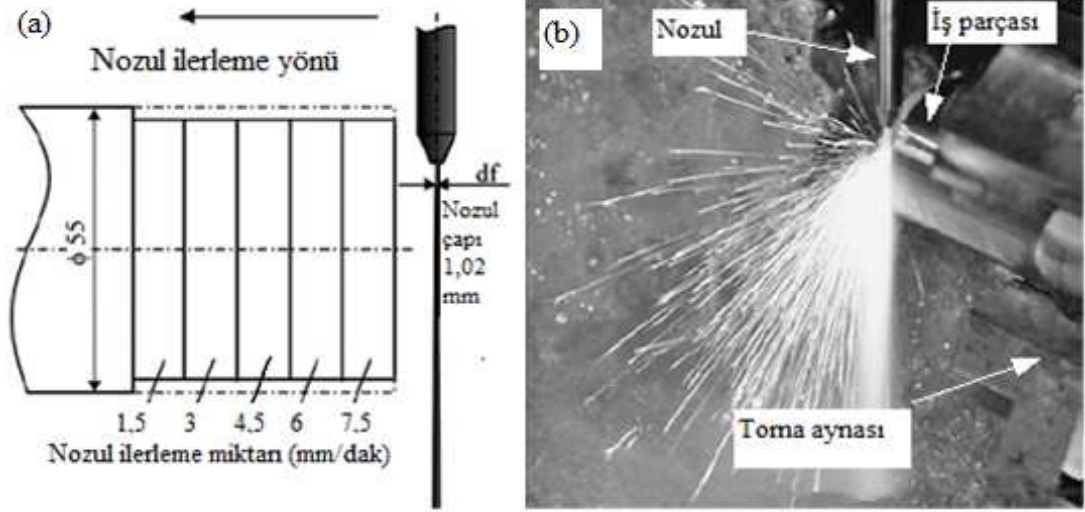 (a)
Nozul ilerleme yönü
df
Nozul
çapı
1,02
mm
ϕ 55
1,5 3 4,5 6 7,5
Nozul ilerleme miktarı (mm/dak)
(b)
Nozul
İş parçası
Torna aynası